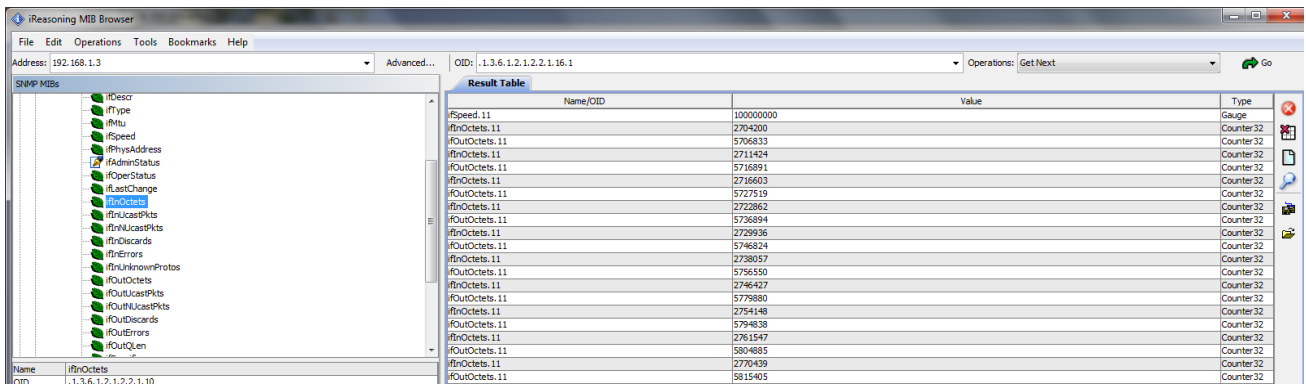 iReasoning MIB Browser
File Edit Operations Tools Bookmarks Help
Address: 192.168.1.3 Advanced... OID: .1.3.6.1.2.1.2.2.1.16.1 Operations: Get Next Go
SNMP MIBs
ifDescr
ifType
ifMtu
ifSpeed
ifPhysAddress
ifAdminStatus
ifOperStatus
ifLastChange
ifInOctets
ifInUcastPkts
ifInNUcastPkts
ifInDiscards
ifInErrors
ifInUnknownProtos
ifOutOctets
ifOutUcastPkts
ifOutNUcastPkts
ifOutDiscards
ifOutErrors
ifOutQLen
Name ifInOctets
OID .1.3.6.1.2.1.2.2.1.10
Result Table
Name/OID Value Type
ifSpeed.11 100000000 Gauge
ifInOctets.11 2704200 Counter32
ifOutOctets.11 5706833 Counter32
ifInOctets.11 2711424 Counter32
ifOutOctets.11 5716891 Counter32
ifInOctets.11 2716603 Counter32
ifOutOctets.11 5727519 Counter32
ifInOctets.11 2722862 Counter32
ifOutOctets.11 5736894 Counter32
ifInOctets.11 2729936 Counter32
ifOutOctets.11 5746824 Counter32
ifInOctets.11 2738057 Counter32
ifOutOctets.11 5756550 Counter32
ifInOctets.11 2746427 Counter32
ifOutOctets.11 5779880 Counter32
ifInOctets.11 2754148 Counter32
ifOutOctets.11 5794838 Counter32
ifInOctets.11 2761547 Counter32
ifOutOctets.11 5804885 Counter32
ifInOctets.11 2770439 Counter32
ifOutOctets.11 5815405 Counter32